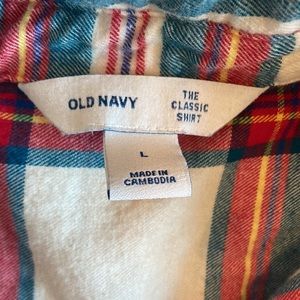 OLD NAVY
THE
CLASSIC
SHIRT
L
MADE IN
CAMBODIA